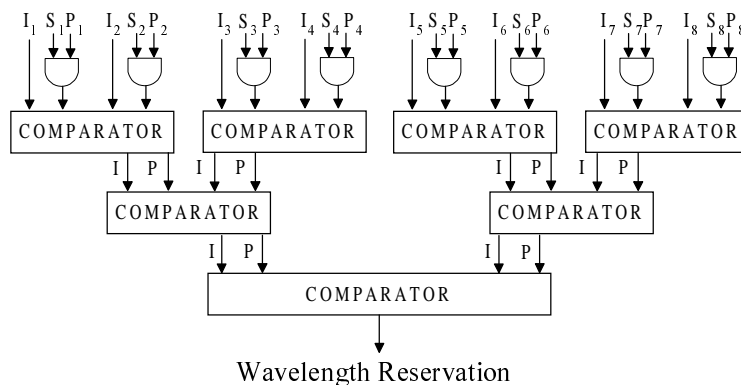 I1 S1 P1 I2 S2 P2 I3 S3 P3 I4 S4 P4 I5 S5 P5 I6 S6 P6 I7 S7 P7 I8 S8 P8
COMPARATOR COMPARATOR COMPARATOR COMPARATOR
I P I P I P I P
COMPARATOR COMPARATOR
I P I P
COMPARATOR
Wavelength Reservation